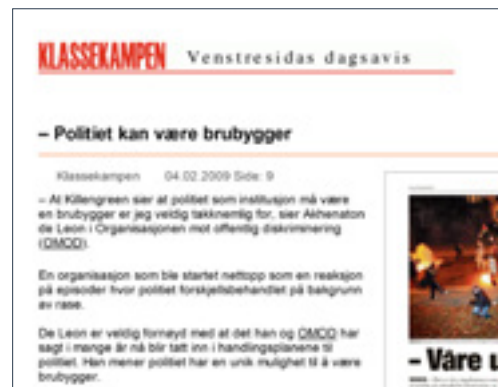 KLASSEKAMPEN Venstresidas dagsavis
– Politiet kan være brubygger
Klassekampen 04.02.2009 Side: 9
– At Killengreen sier at politiet som institusjon må være
en brubygger er jeg veldig takknemlig for, sier Akhenaton
de Leon i Organisasjonen mot offentlig diskriminering
(OMOD).
En organisasjon som ble startet nettopp som en reaksjon
på episoder hvor politiet forskjellsbehandlet på bakgrunn
av rase.
De Leon er veldig fornøyd med at det han og OMOD har
sagt i mange år nå blir tatt inn i handlingsplanene til
politiet. Han mener politiet har en unik mulighet til å være
brubygger.
– Våre u